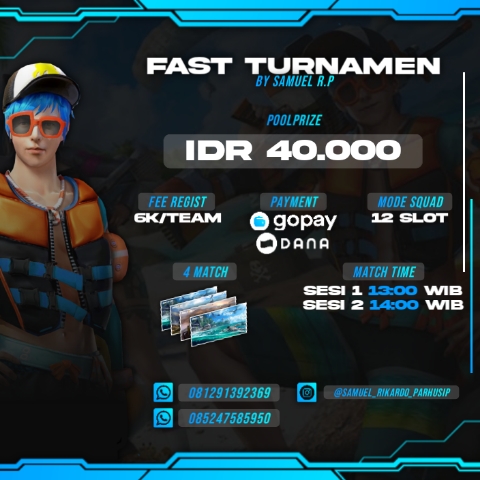 FAST TURNAMEN
BY SAMUEL R.P
POOLPRIZE
IDR 40.000
FEE REGIST
6K/TEAM
PAYMENT
gopay
DANA
MODE SQUAD
12 SLOT
4 MATCH
MATCH TIME
SESI 1 13:00 WIB
SESI 2 14:00 WIB
081291392369
085247585950
@SAMUEL_RIKARDO_PARHUSIP